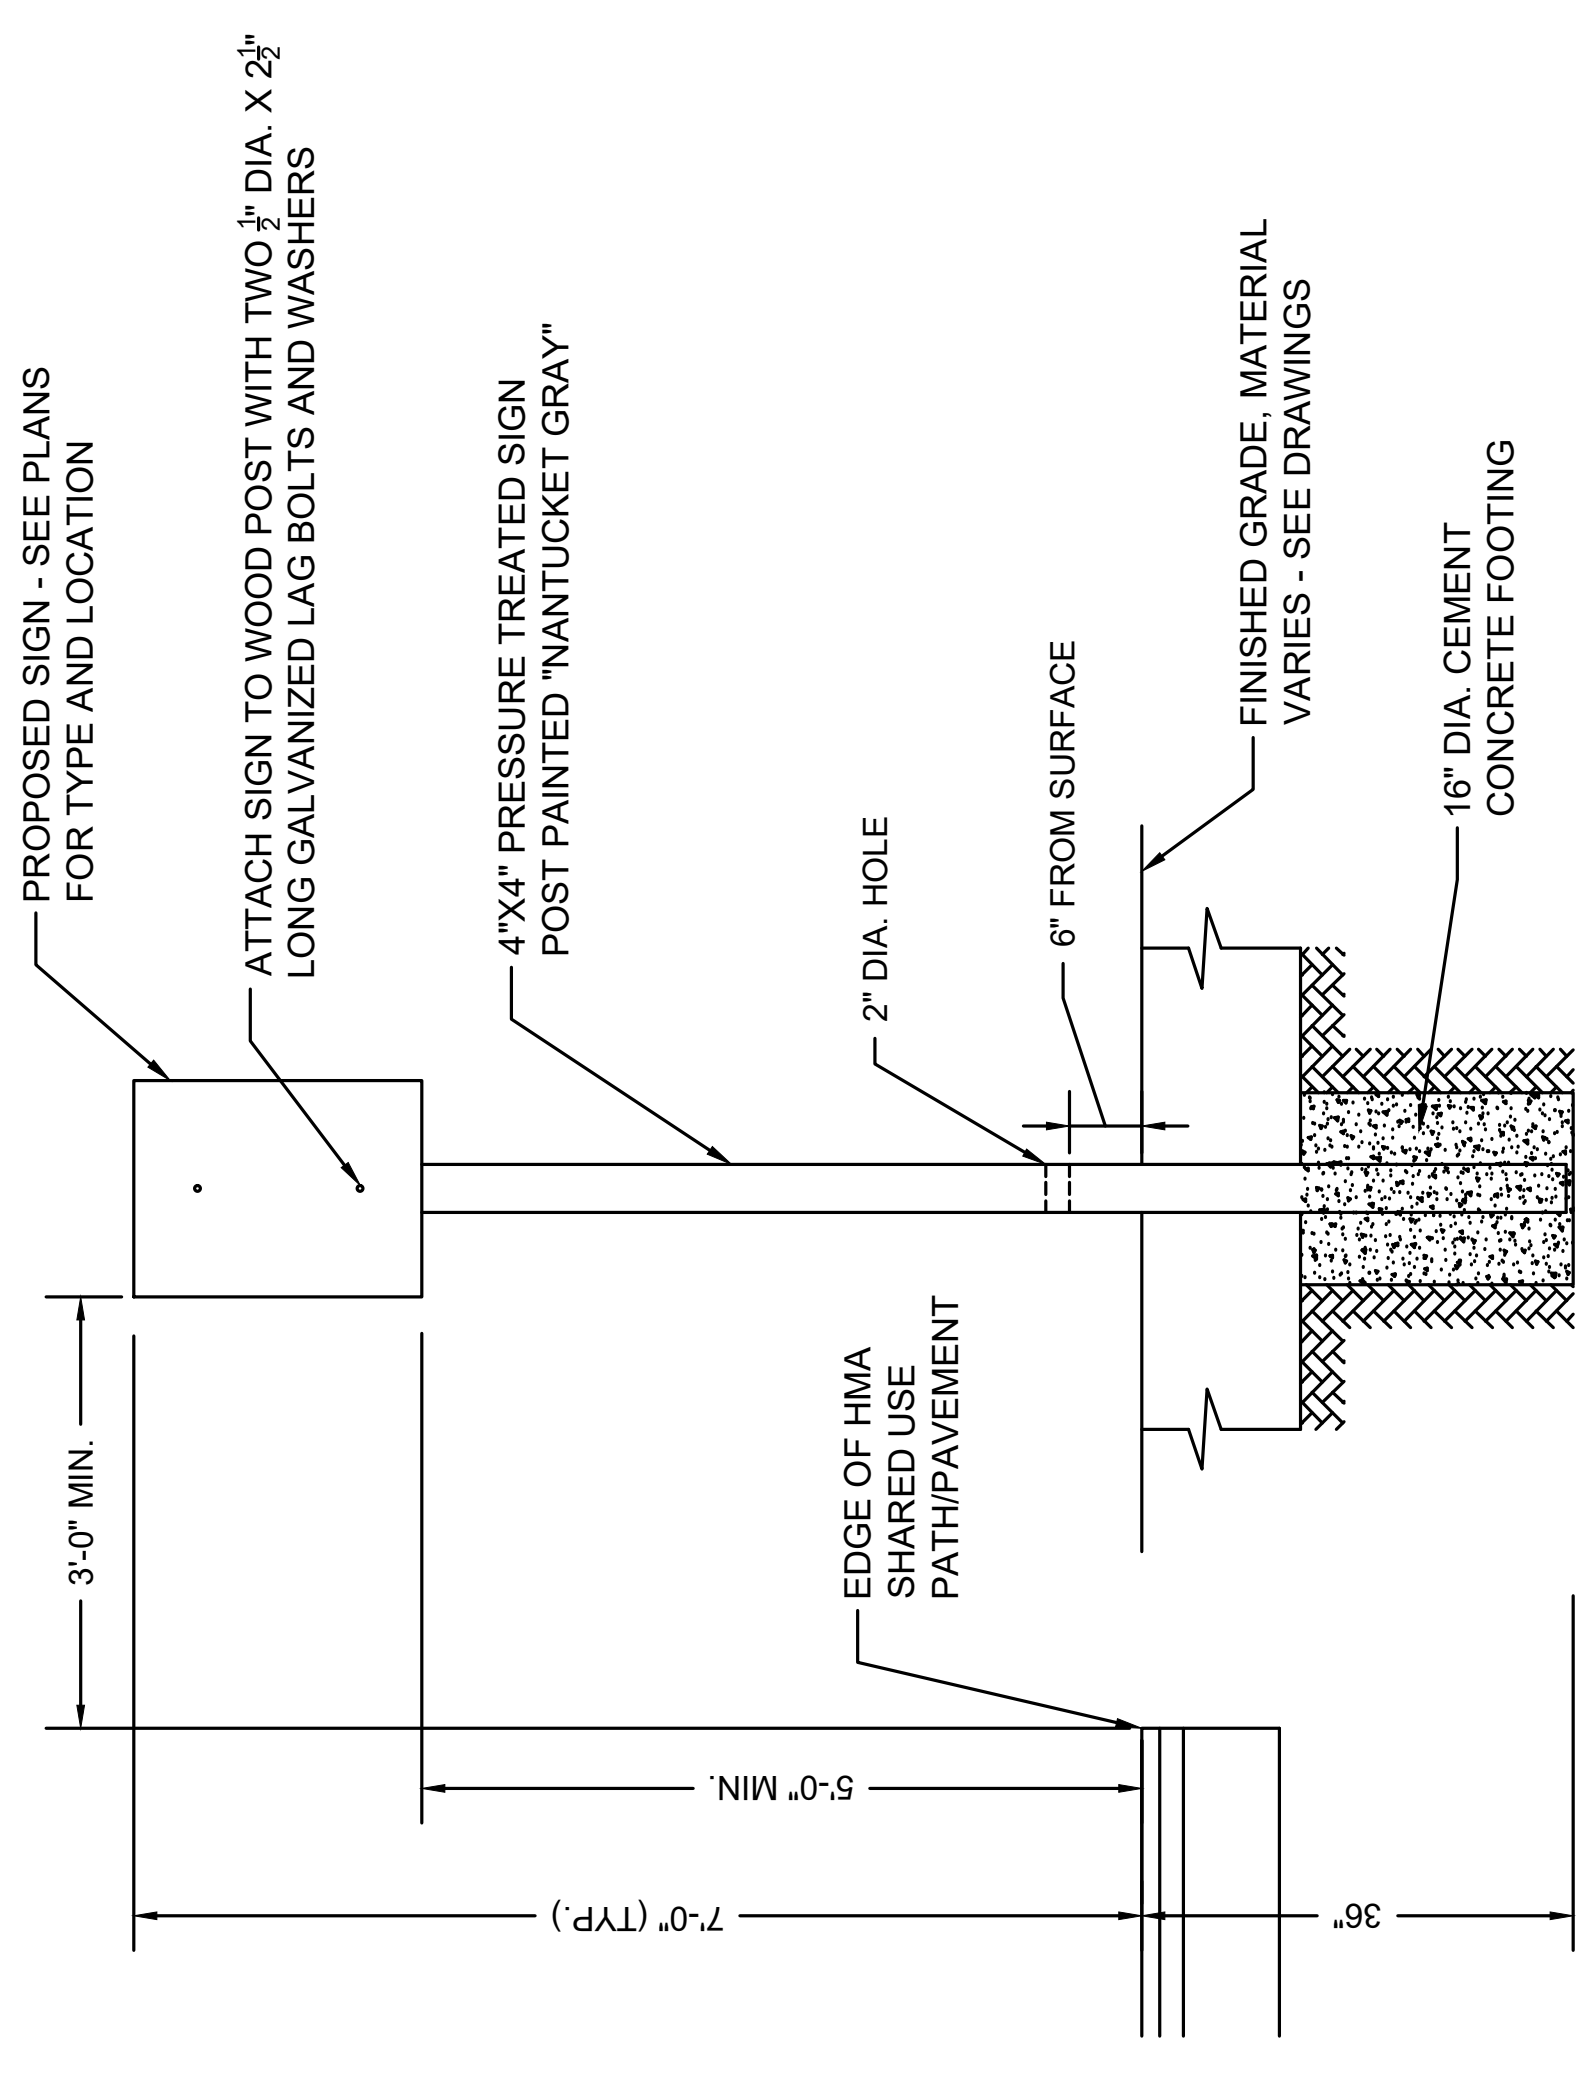 PROPOSED SIGN - SEE PLANS
FOR TYPE AND LOCATION
ATTACH SIGN TO WOOD POST WITH TWO 1/2" DIA. X 2 1/2"
LONG GALVANIZED LAG BOLTS AND WASHERS
4"X4" PRESSURE TREATED SIGN
POST PAINTED "NANTUCKET GRAY"
2" DIA. HOLE
6" FROM SURFACE
FINISHED GRADE, MATERIAL
VARIES - SEE DRAWINGS
16" DIA. CEMENT
CONCRETE FOOTING
3'-0" MIN.
EDGE OF HMA
SHARED USE
PATH/PAVEMENT
5'-0" MIN.
7'-0" (TYP.)
36"